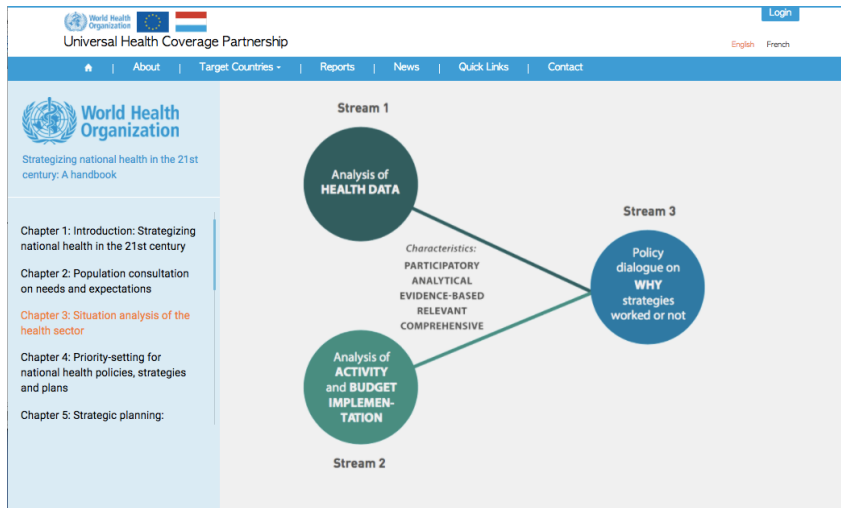 World Health
Organization
Login
Universal Health Coverage Partnership
English French
About | Target Countries | Reports | News | Quick Links | Contact
World Health
Organization
Strategizing national health in the 21st
century: A handbook
Chapter 1: Introduction: Strategizing
national health in the 21st century
Chapter 2: Population consultation
on needs and expectations
Chapter 3: Situation analysis of the
health sector
Chapter 4: Priority-setting for
national health policies, strategies
and plans
Chapter 5: Strategic planning:
Stream 1
Analysis of
HEALTH DATA
Characteristics:
PARTICIPATORY
ANALYTICAL
EVIDENCE-BASED
RELEVANT
COMPREHENSIVE
Analysis of
ACTIVITY
and BUDGET
IMPLEMEN-
TATION
Stream 2
Stream 3
Policy
dialogue on
WHY
strategies
worked or not